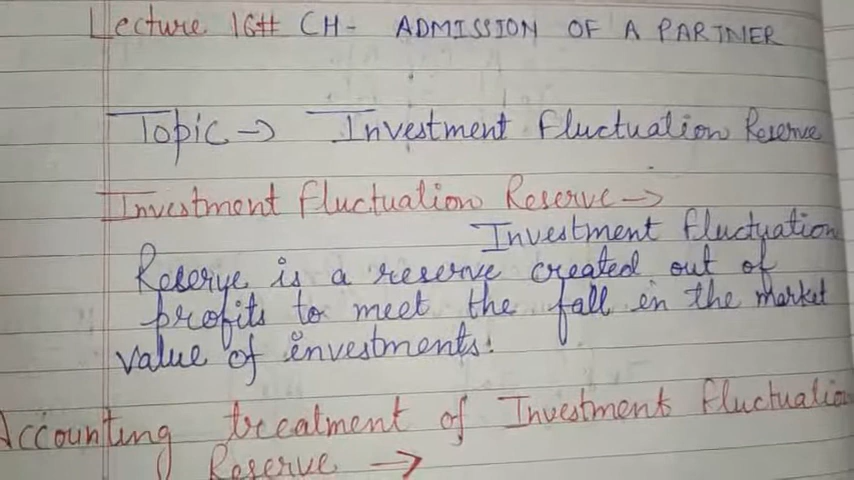 Lecture 16# CH- ADMISSION OF A PARTNER
Topic → Investment Fluctuation Reserve
Investment Fluctuation Reserve →
Investment Fluctuation
Reserve is a reserve created out of
profits to meet the fall in the market
value of investments.
Accounting treatment of Investment Fluctuation
Reserve →